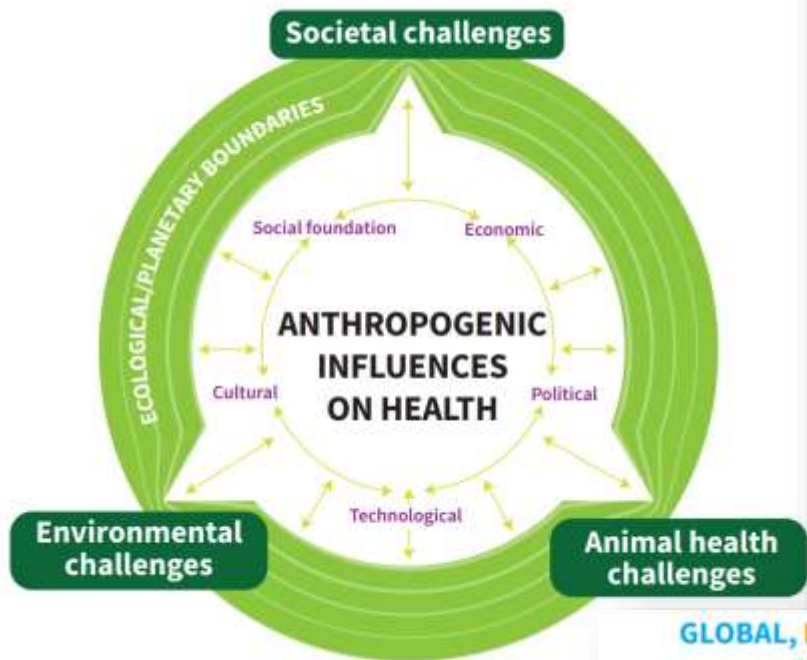 Societal challenges
ECOLOGICAL/PLANETARY BOUNDARIES
Social foundation
Economic
ANTHROPOGENIC
INFLUENCES
ON HEALTH
Cultural
Political
Technological
Environmental
challenges
Animal health
challenges
GLOBAL,